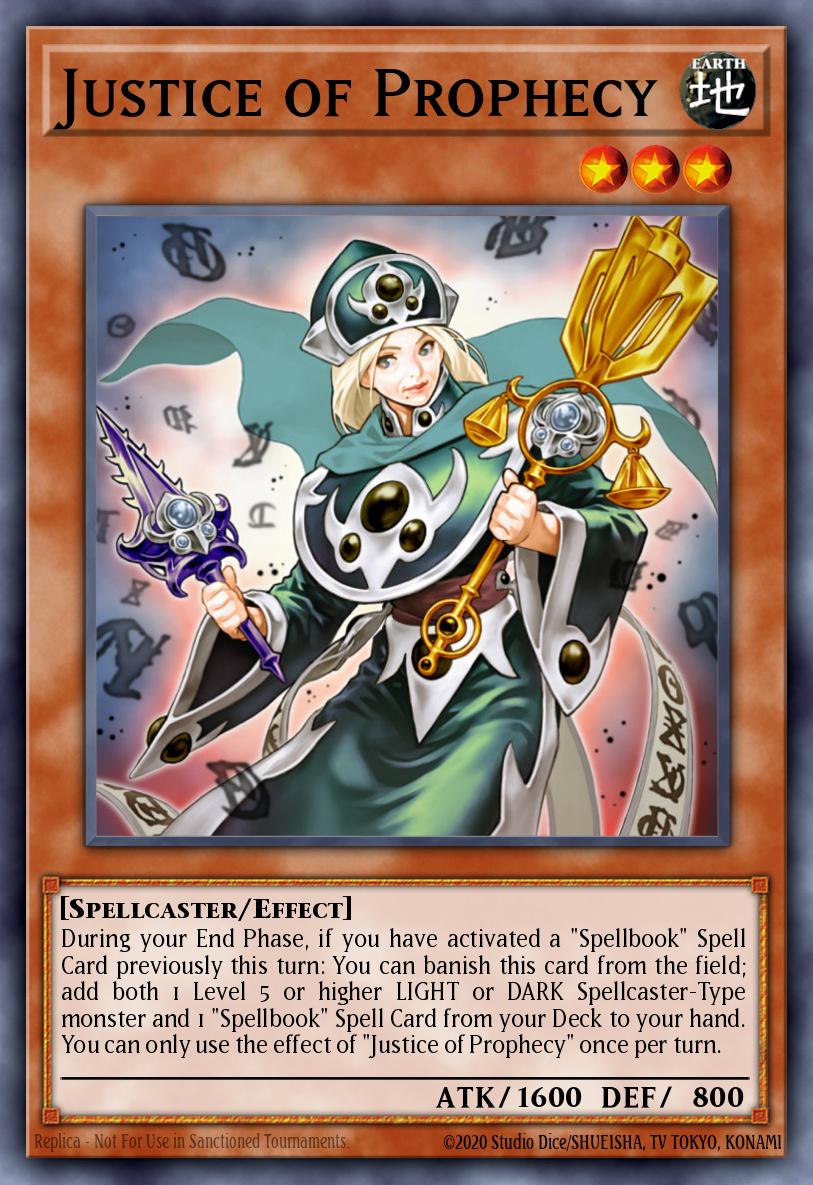 Justice of Prophecy
EARTH
地
[Spellcaster/Effect]
During your End Phase, if you have activated a "Spellbook" Spell
Card previously this turn: You can banish this card from the field;
add both 1 Level 5 or higher LIGHT or DARK Spellcaster-Type
monster and 1 "Spellbook" Spell Card from your Deck to your hand.
You can only use the effect of "Justice of Prophecy" once per turn.
ATK/1600 DEF/ 800
Replica - Not For Use in Sanctioned Tournaments.
©2020 Studio Dice/SHUEISHA, TV TOKYO, KONAMI